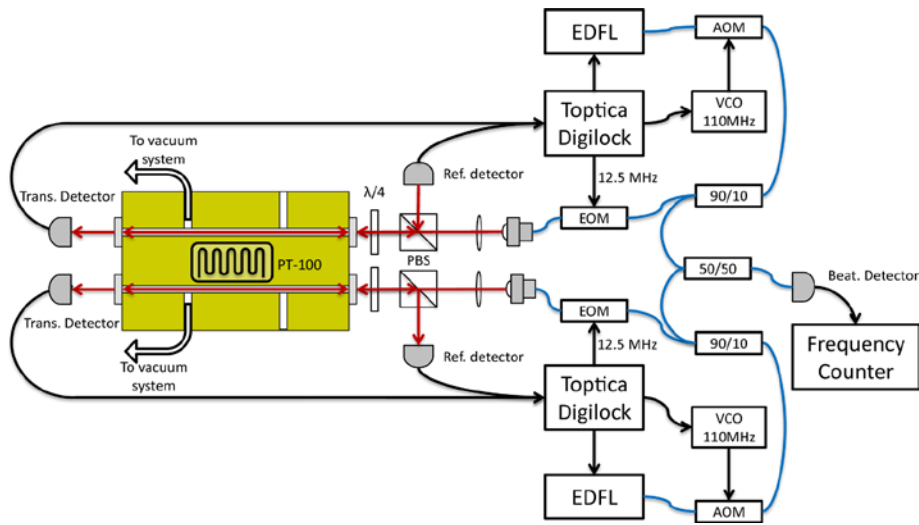 EDFL
AOM
Toptica
Digilock
VCO
110MHz
To vacuum
system
Trans. Detector
Ref. detector
12.5 MHz
λ/4
90/10
EOM
PT-100
PBS
50/50
Beat. Detector
Trans. Detector
EOM
12.5 MHz
90/10
Frequency
Counter
To vacuum
system
Ref. detector
Toptica
Digilock
VCO
110MHz
EDFL
AOM